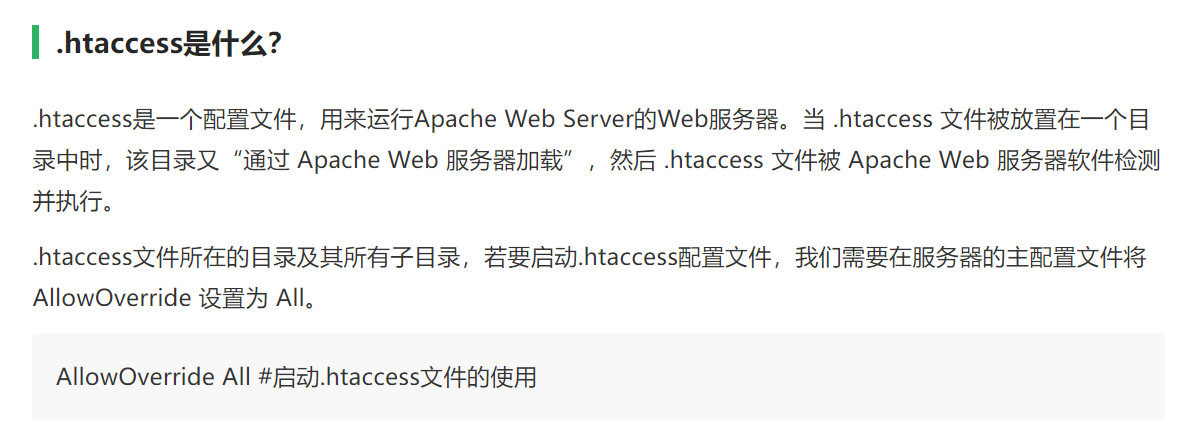 .htaccess是什么?
.htaccess是一个配置文件，用来运行Apache Web Server的Web服务器。当 .htaccess 文件被放置在一个目
录中时，该目录又“通过 Apache Web 服务器加载”，然后 .htaccess 文件被 Apache Web 服务器软件检测
并执行。
.htaccess文件所在的目录及其所有子目录，若要启动.htaccess配置文件，我们需要在服务器的主配置文件将
AllowOverride 设置为 All。
AllowOverride All #启动.htaccess文件的使用